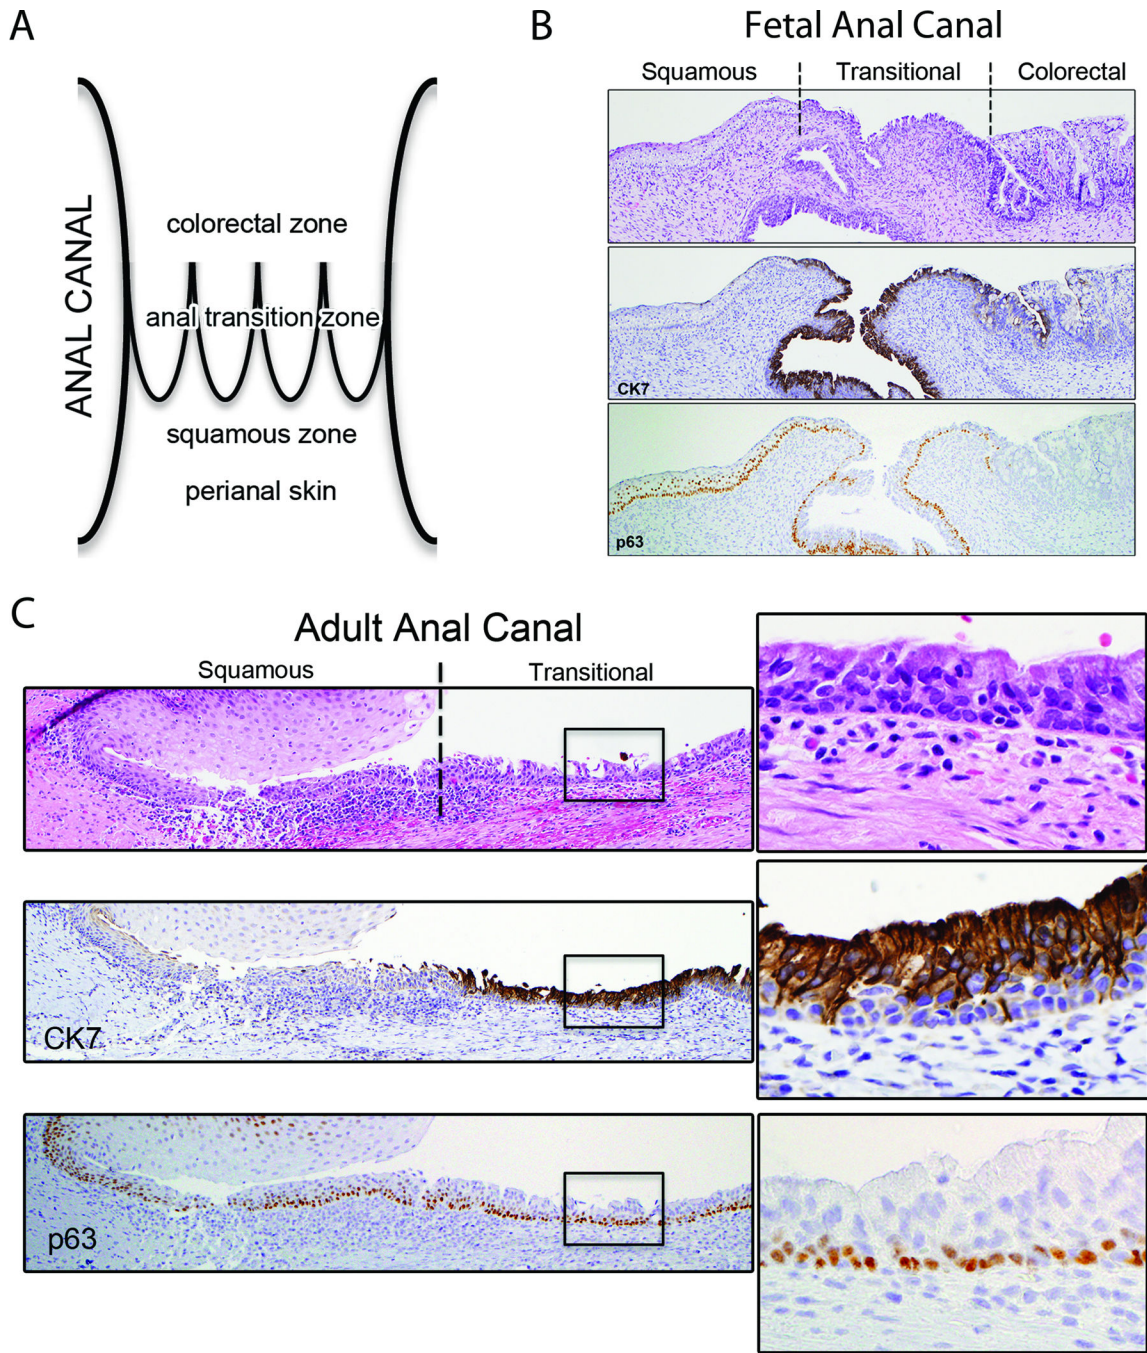 A
ANAL CANAL
colorectal zone
anal transition zone
squamous zone
perianal skin
B
Fetal Anal Canal
Squamous
Transitional
Colorectal
CK7
p63
C
Adult Anal Canal
Squamous
Transitional
CK7
p63